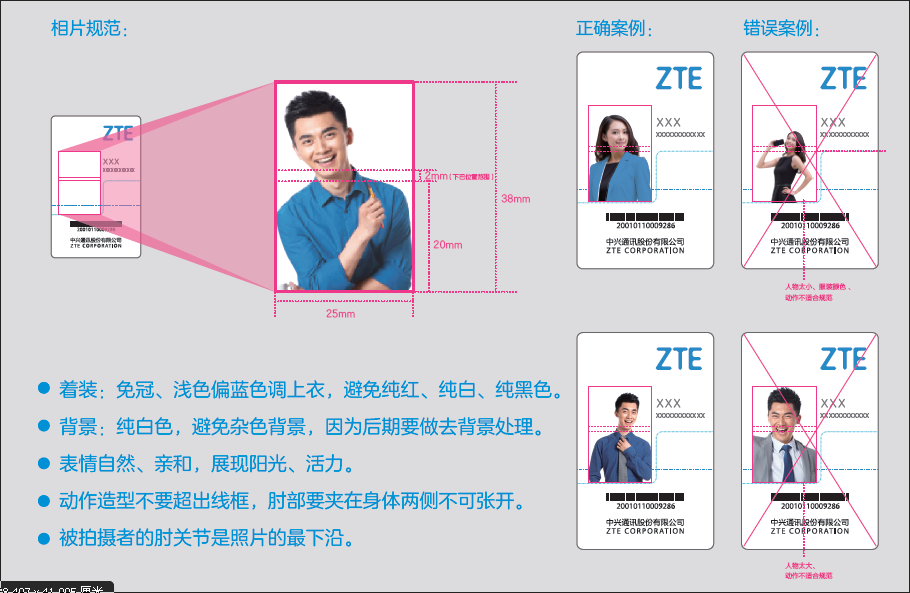 相片规范：
正确案例：
错误案例：
ZTE
XXX
XXXXXXXXXXXX
20010110009286
中兴通讯股份有限公司
ZTE CORPORATION
2mm（下巴位置范围）
38mm
20mm
25mm
ZTE
XXX
XXXXXXXXXXXX
20010110009286
中兴通讯股份有限公司
ZTE CORPORATION
ZTE
XXX
XXXXXXXXXXXX
20010110009286
中兴通讯股份有限公司
ZTE CORPORATION
人物太小、服装颜色、
动作不适合规范
着装：免冠、浅色偏蓝色调上衣，避免纯红、纯白、纯黑色。
背景：纯白色，避免杂色背景，因为后期要做去背景处理。
表情自然、亲和，展现阳光、活力。
动作造型不要超出线框，肘部要夹在身体两侧不可张开。
被拍摄者的肘关节是照片的最下沿。
ZTE
XXX
XXXXXXXXXXXX
20010110009286
中兴通讯股份有限公司
ZTE CORPORATION
ZTE
XXX
XXXXXXXXXXXX
20010110009286
中兴通讯股份有限公司
ZTE CORPORATION
人物太大、
动作不适合规范